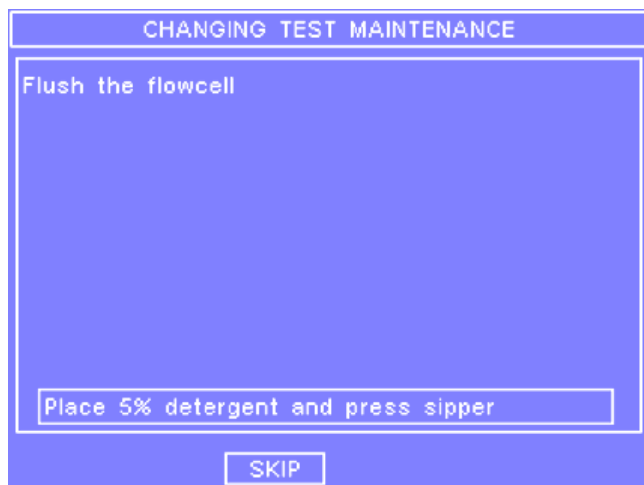 CHANGING TEST MAINTENANCE
Flush the flowcell
Place 5% detergent and press sipper
SKIP